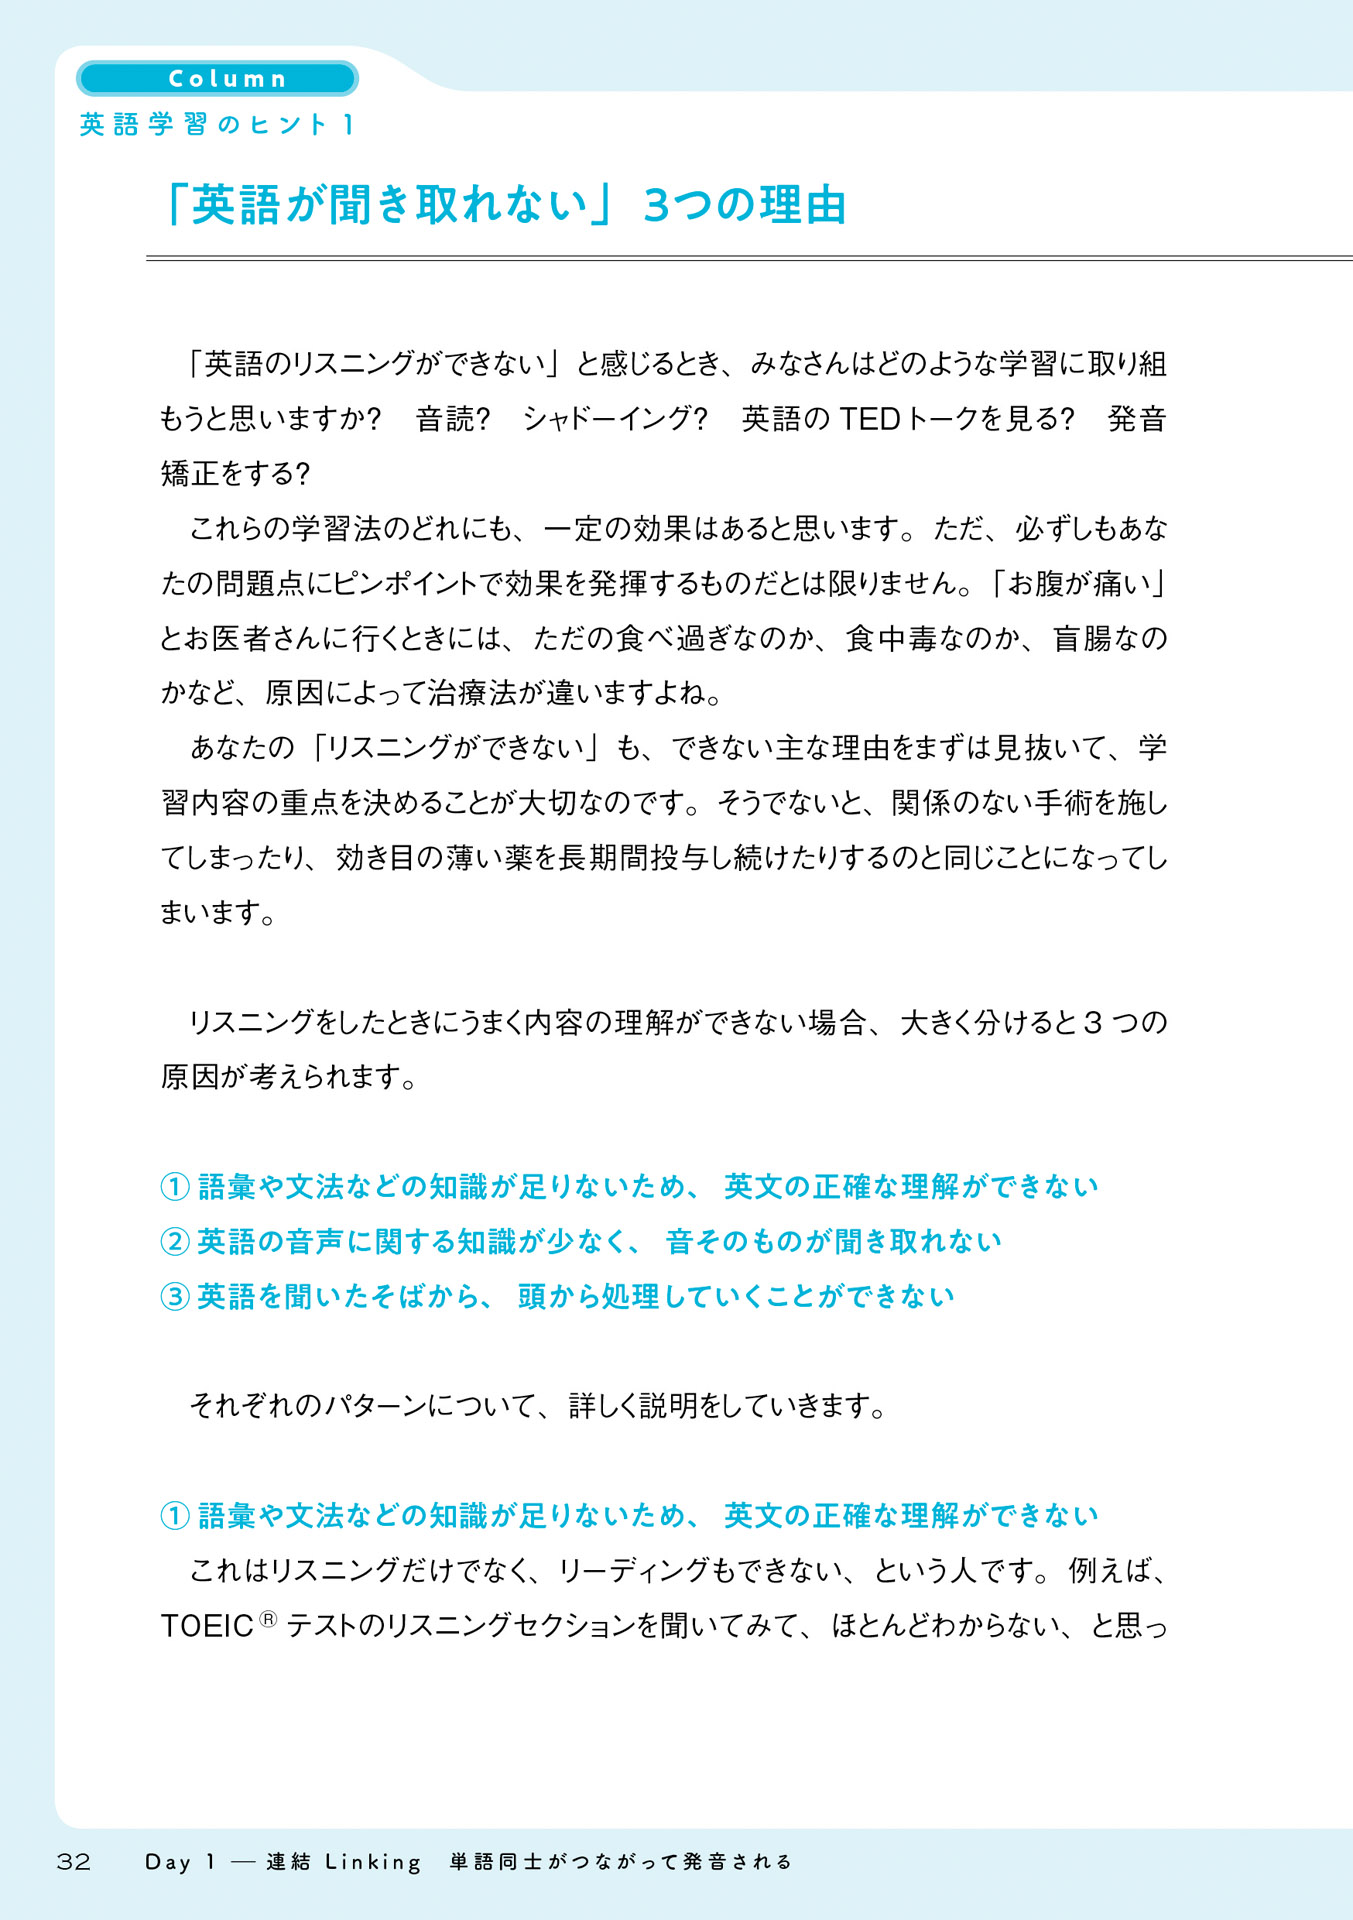 Column
英語学習のヒント 1
「英語が聞き取れない」 3つの理由
「英語のリスニングができない」と感じるとき、みなさんはどのような学習に取り組
もうと思いますか？　音読？　シャドーイング？　英語の TED トークを見る？　発音
矯正をする？
これらの学習法のどれにも、一定の効果はあると思います。ただ、必ずしもあな
たの問題点にピンポイントで効果を発揮するものだとは限りません。「お腹が痛い」
とお医者さんに行くときには、ただの食べ過ぎなのか、食中毒なのか、盲腸なの
かなど、原因によって治療法が違いますよね。
あなたの「リスニングができない」も、できない主な理由をまずは見抜いて、学
習内容の重点を決めることが大切なのです。そうでないと、関係のない手術を施し
てしまったり、効き目の薄い薬を長期間投与し続けたりするのと同じことになってし
まいます。
リスニングをしたときにうまく内容の理解ができない場合、大きく分けると 3 つの
原因が考えられます。
① 語彙や文法などの知識が足りないため、英文の正確な理解ができない
② 英語の音声に関する知識が少なく、音そのものが聞き取れない
③ 英語を聞いたそばから、頭から処理していくことができない
それぞれのパターンについて、詳しく説明をしていきます。
① 語彙や文法などの知識が足りないため、英文の正確な理解ができない
これはリスニングだけでなく、リーディングもできない、という人です。例えば、
TOEIC® テストのリスニングセクションを聞いてみて、ほとんどわからない、と思っ
32　Day 1 ― 連結 Linking　単語同士がつながって発音される